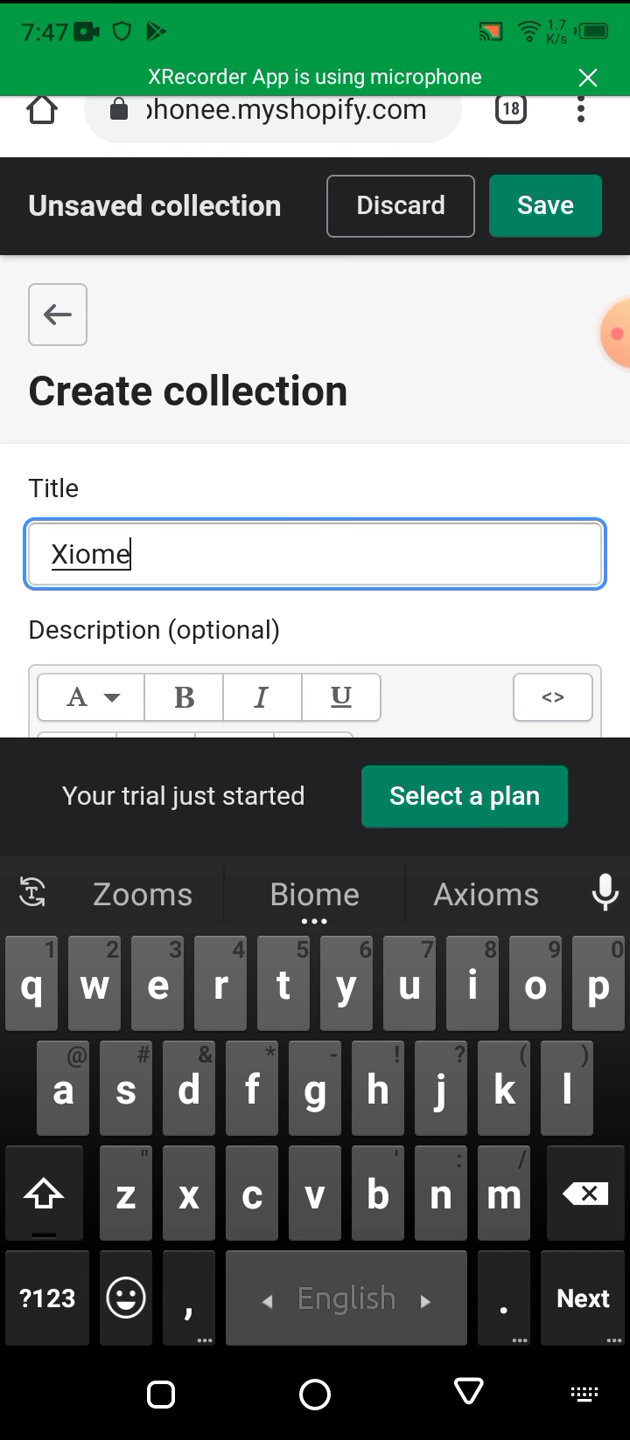 7:47 1.7 K/s
XRecorder App is using microphone
ohonee.myshopify.com 18
Unsaved collection Discard Save
Create collection
Title
Xiome
Description (optional)
A B I U <>
Your trial just started Select a plan
Zooms Biome Axioms
1 2 3 4 5 6 7 8 9 0
q w e r t y u i o p
@ # & * - ! ? ( )
a s d f g h j k l
" ' : /
z x c v b n m
?123 , English . Next